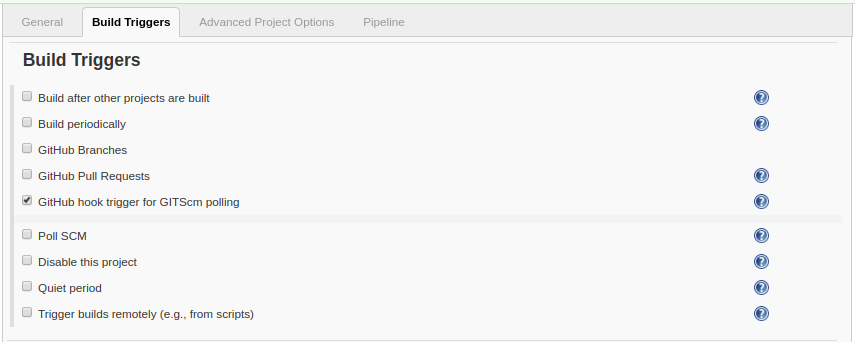 General Build Triggers Advanced Project Options Pipeline
Build Triggers
Build after other projects are built ?
Build periodically ?
GitHub Branches
GitHub Pull Requests ?
GitHub hook trigger for GITScm polling ?
Poll SCM ?
Disable this project ?
Quiet period ?
Trigger builds remotely (e.g., from scripts) ?